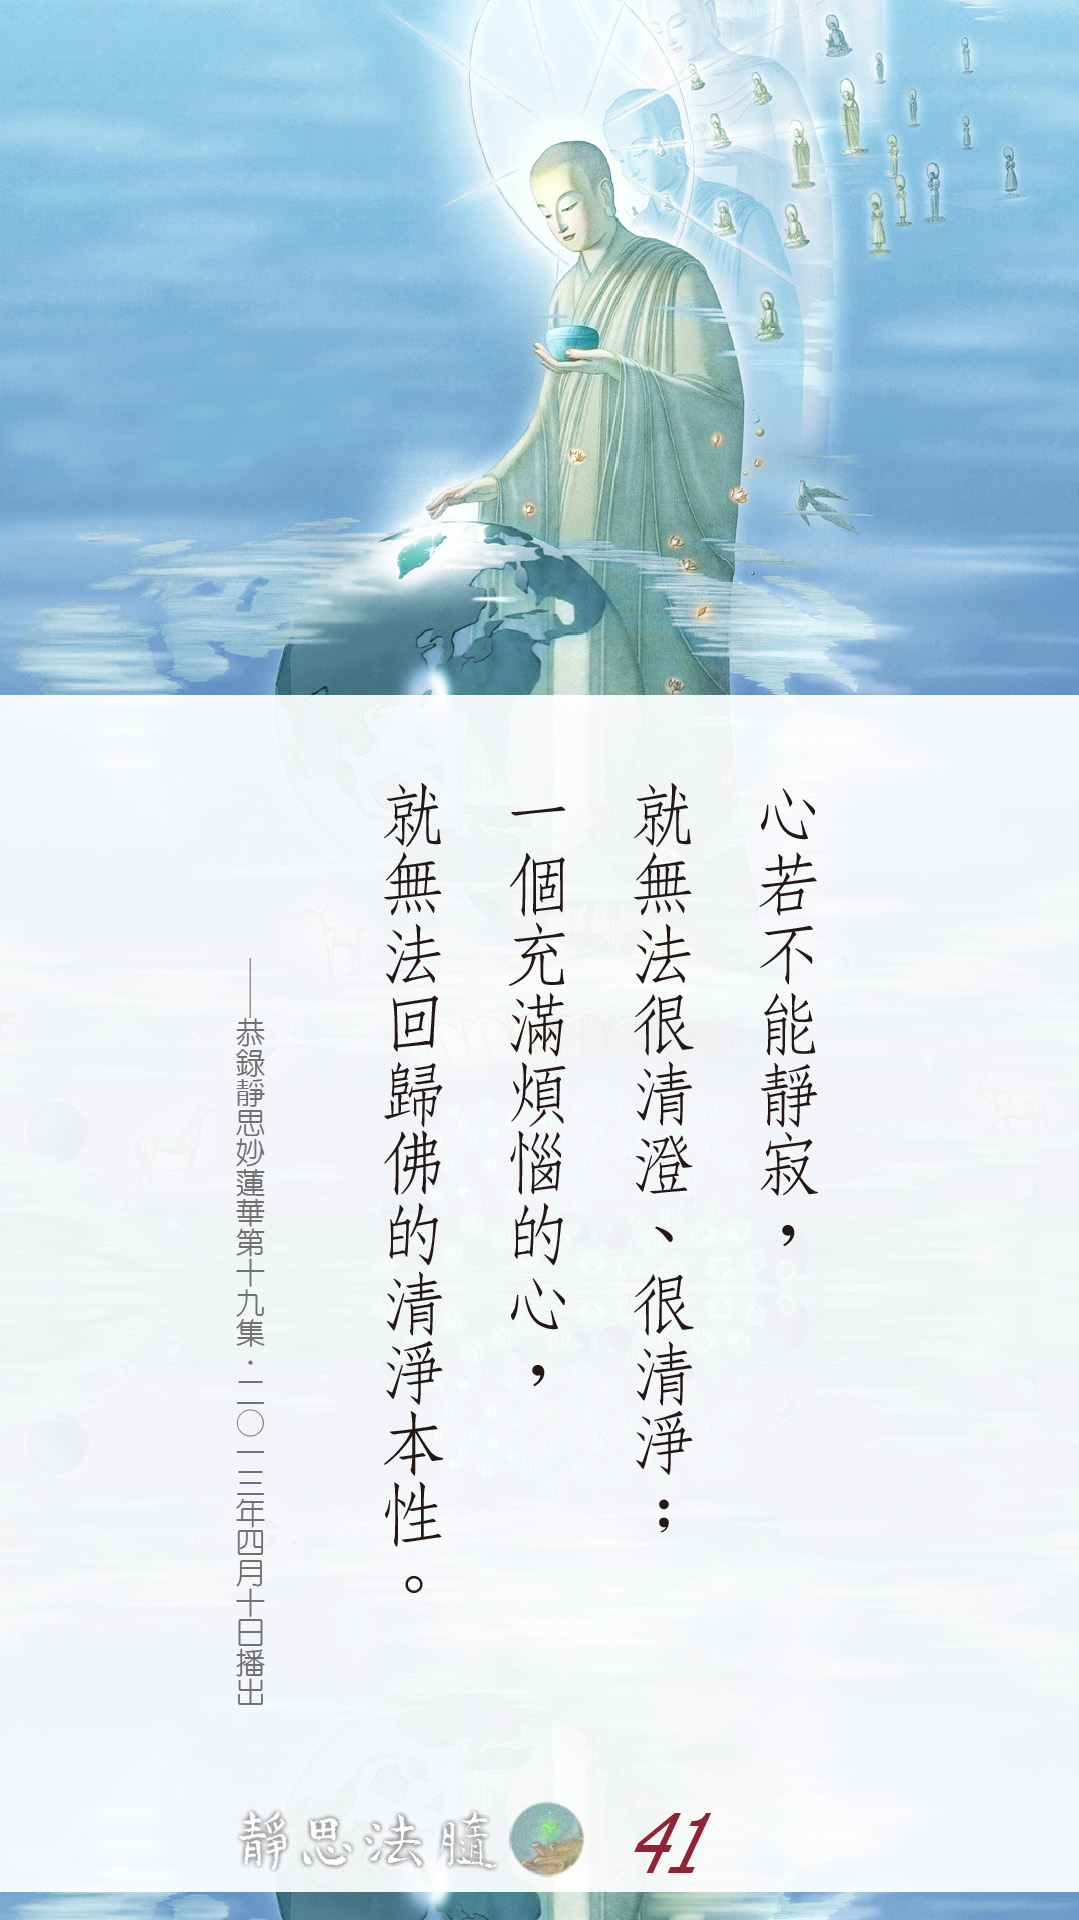 心若不能靜寂，
就無法很清澄、很清淨；
一個充滿煩惱的心，
就無法回歸佛的清淨本性。
——恭錄靜思妙蓮華第十九集·二〇一三年四月十日播出
靜思法髓
41